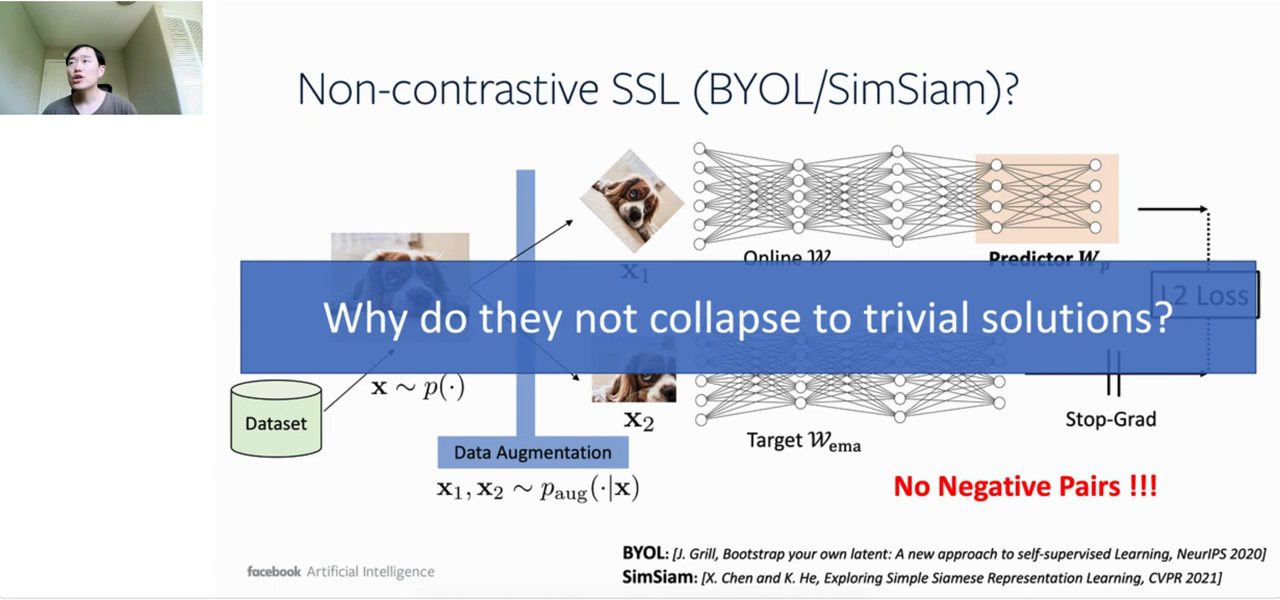 Non-contrastive SSL (BYOL/SimSiam)?
Online 𝒲
Predictor W_p
x₁
L2 Loss
Why do they not collapse to trivial solutions?
x ~ p(·)
Dataset
x₂
Stop-Grad
Target 𝒲_ema
Data Augmentation
x₁, x₂ ~ p_aug(·|x)
No Negative Pairs !!!
BYOL: [J. Grill, Bootstrap your own latent: A new approach to self-supervised Learning, NeurIPS 2020]
facebook Artificial Intelligence
SimSiam: [X. Chen and K. He, Exploring Simple Siamese Representation Learning, CVPR 2021]